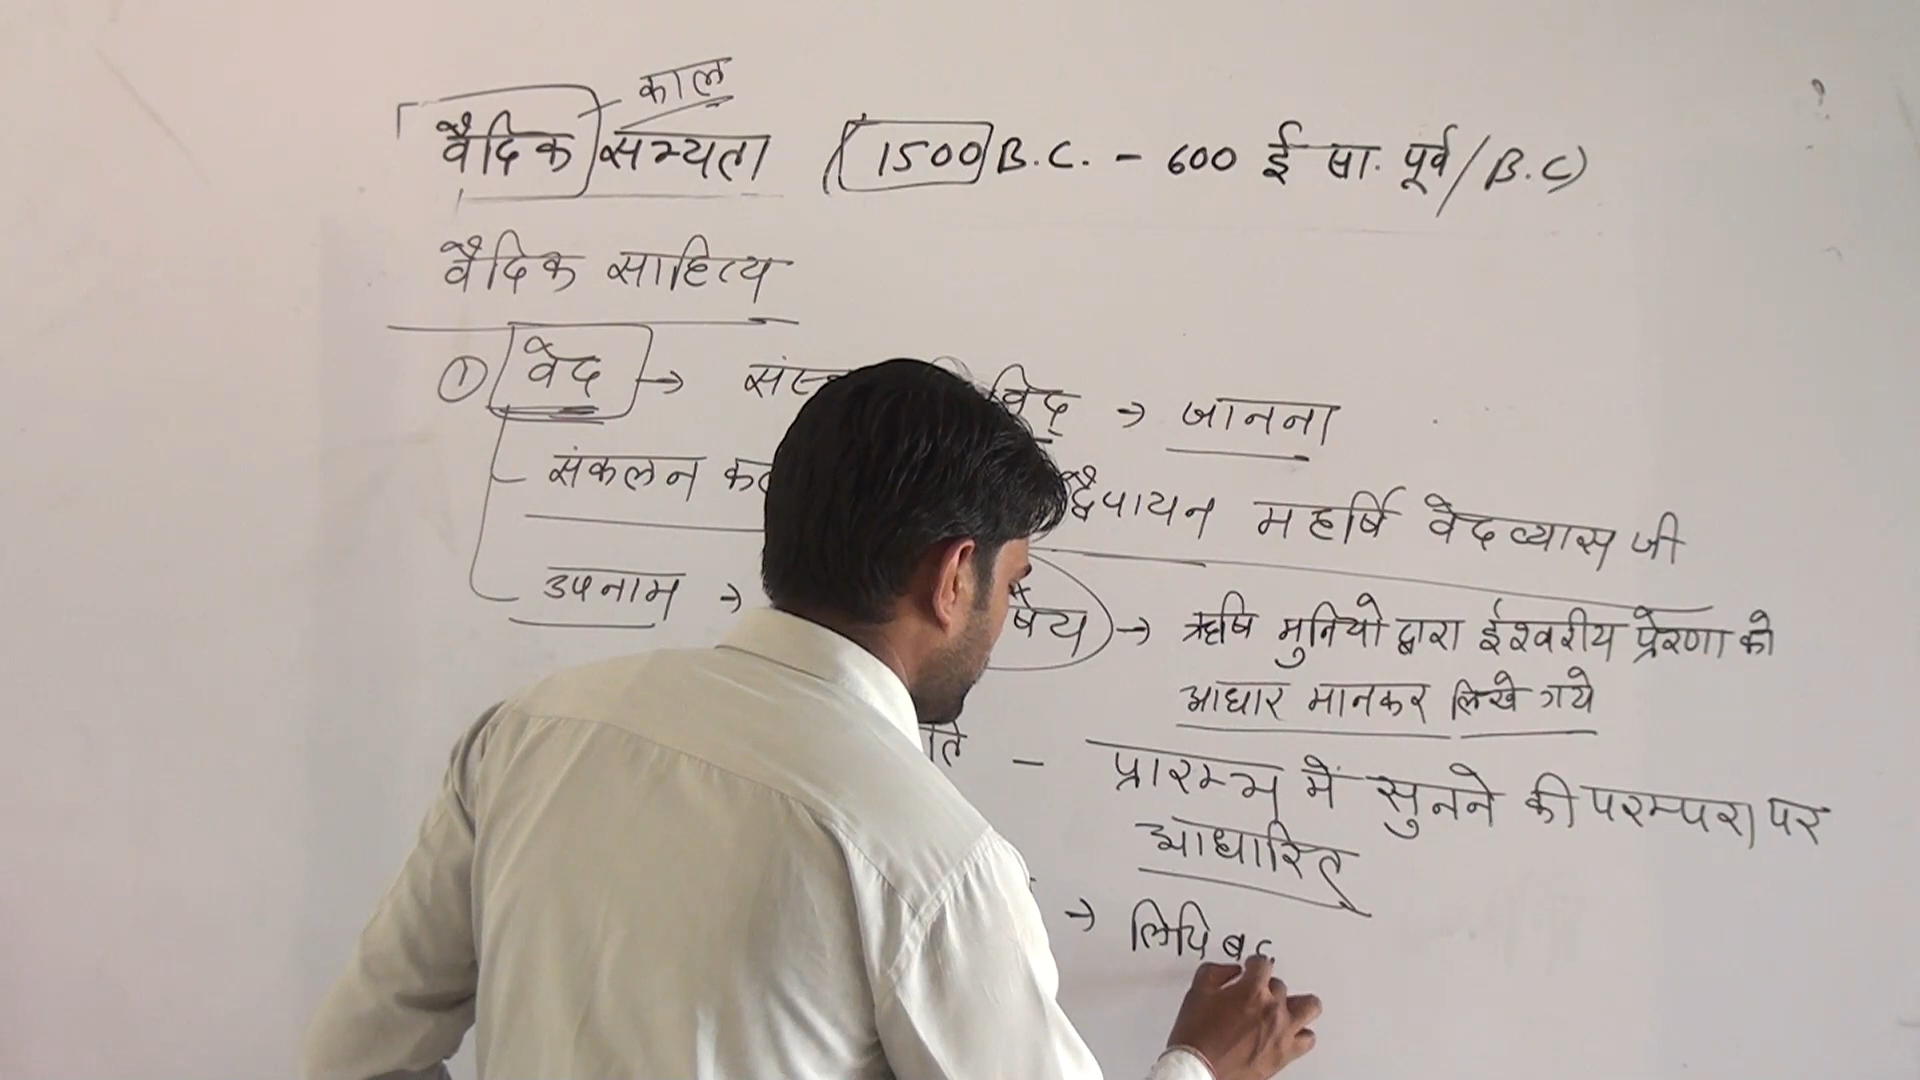 काल
वैदिक सभ्यता (1500 B.C. - 600 ई सा. पूर्व / B.C)
वैदिक साहित्य
① वेद → विद् → जानना
संकलन द्वैपायन महर्षि वेदव्यास जी
उपनाम → षेय → ऋषि मुनियो द्वारा ईश्वरीय प्रेरणा को
आधार मानकर लिखे गये
- प्रारम्भ में सुनने की परम्परा पर
आधारित
→ लिपि